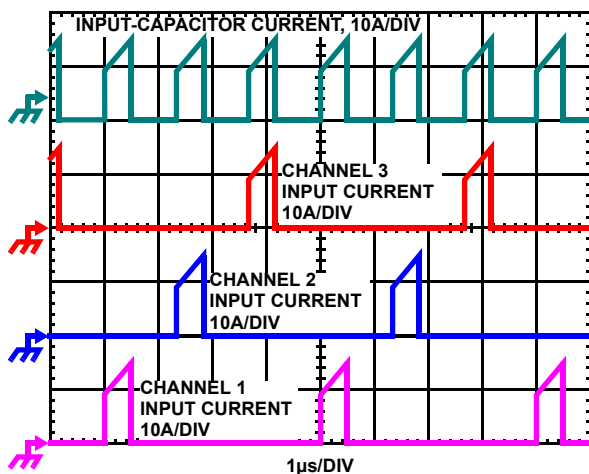 INPUT-CAPACITOR CURRENT, 10A/DIV
CHANNEL 3
INPUT CURRENT
10A/DIV
CHANNEL 2
INPUT CURRENT
10A/DIV
CHANNEL 1
INPUT CURRENT
10A/DIV
1µs/DIV